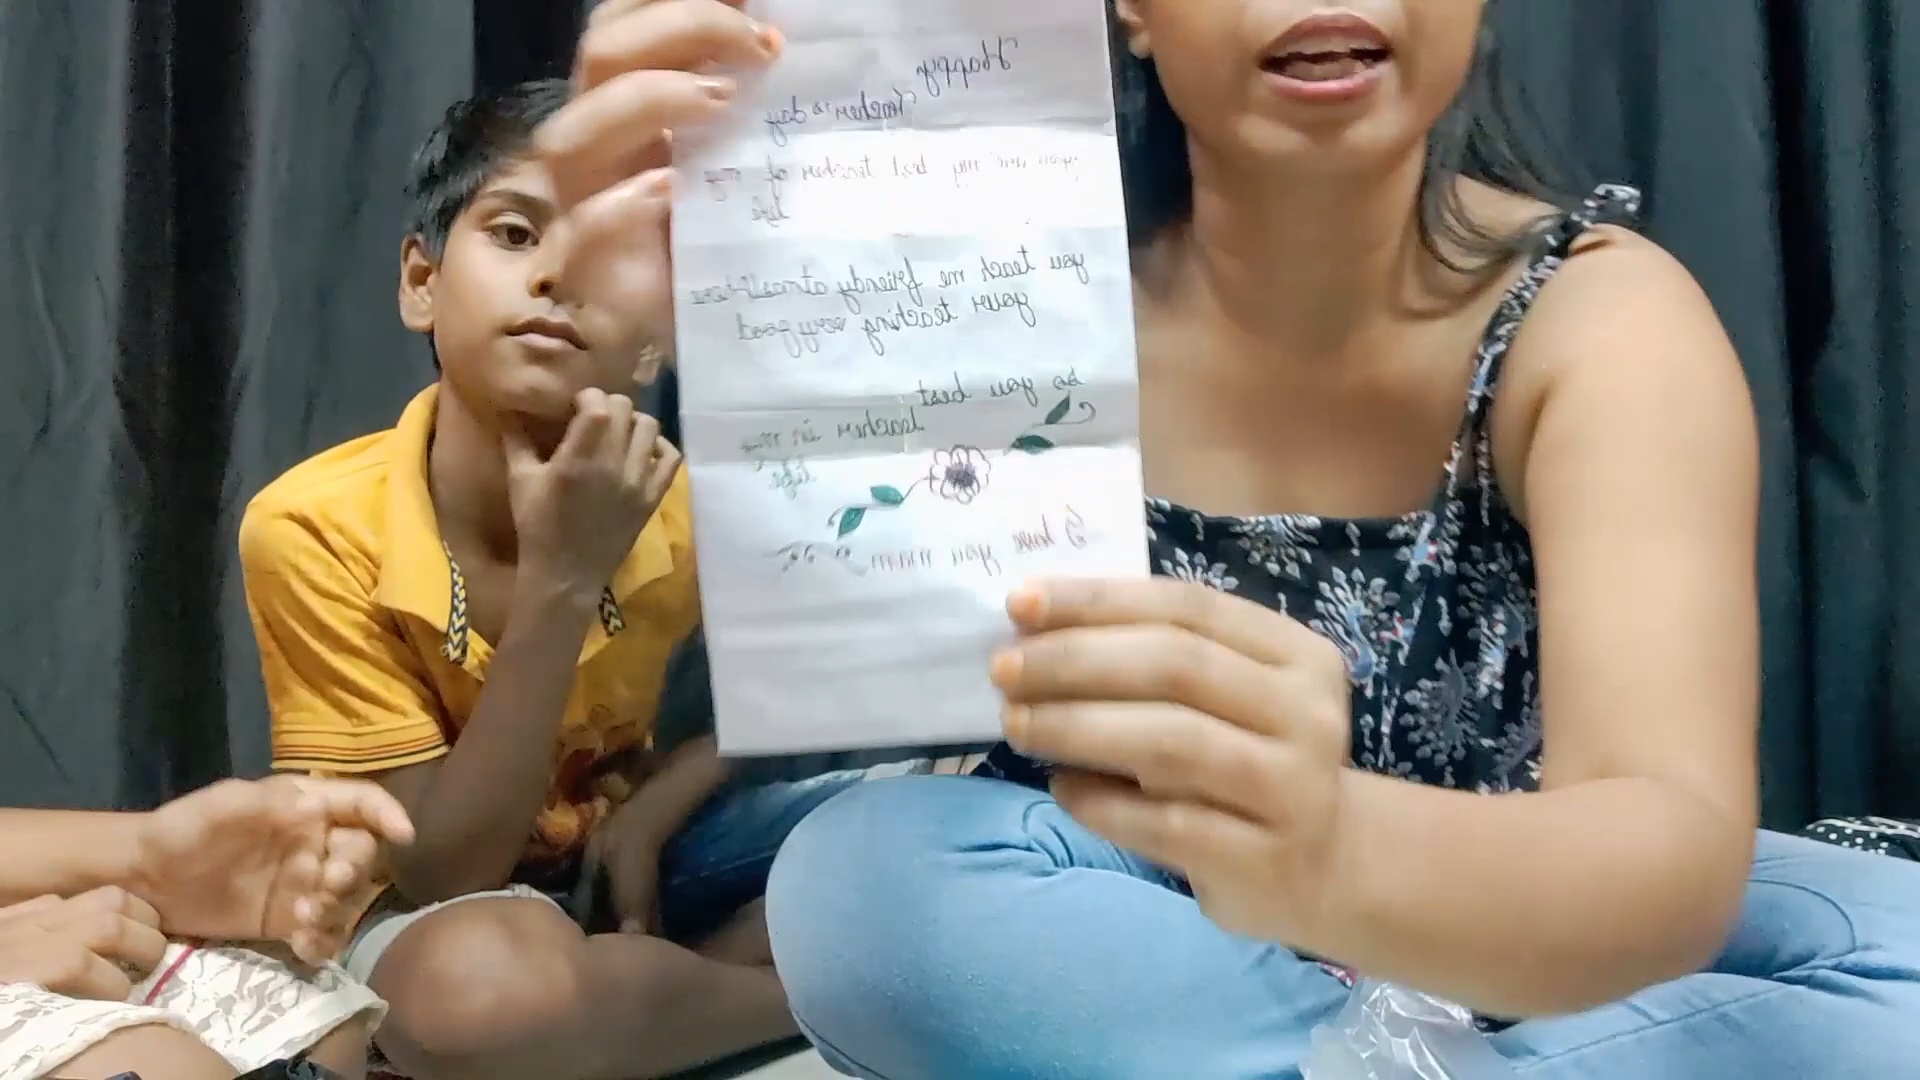 Happy
Teacher's day
you are my best teacher of my
life
you teach me friendy
your teaching very good
so you best
teacher in my
life
I love you mam